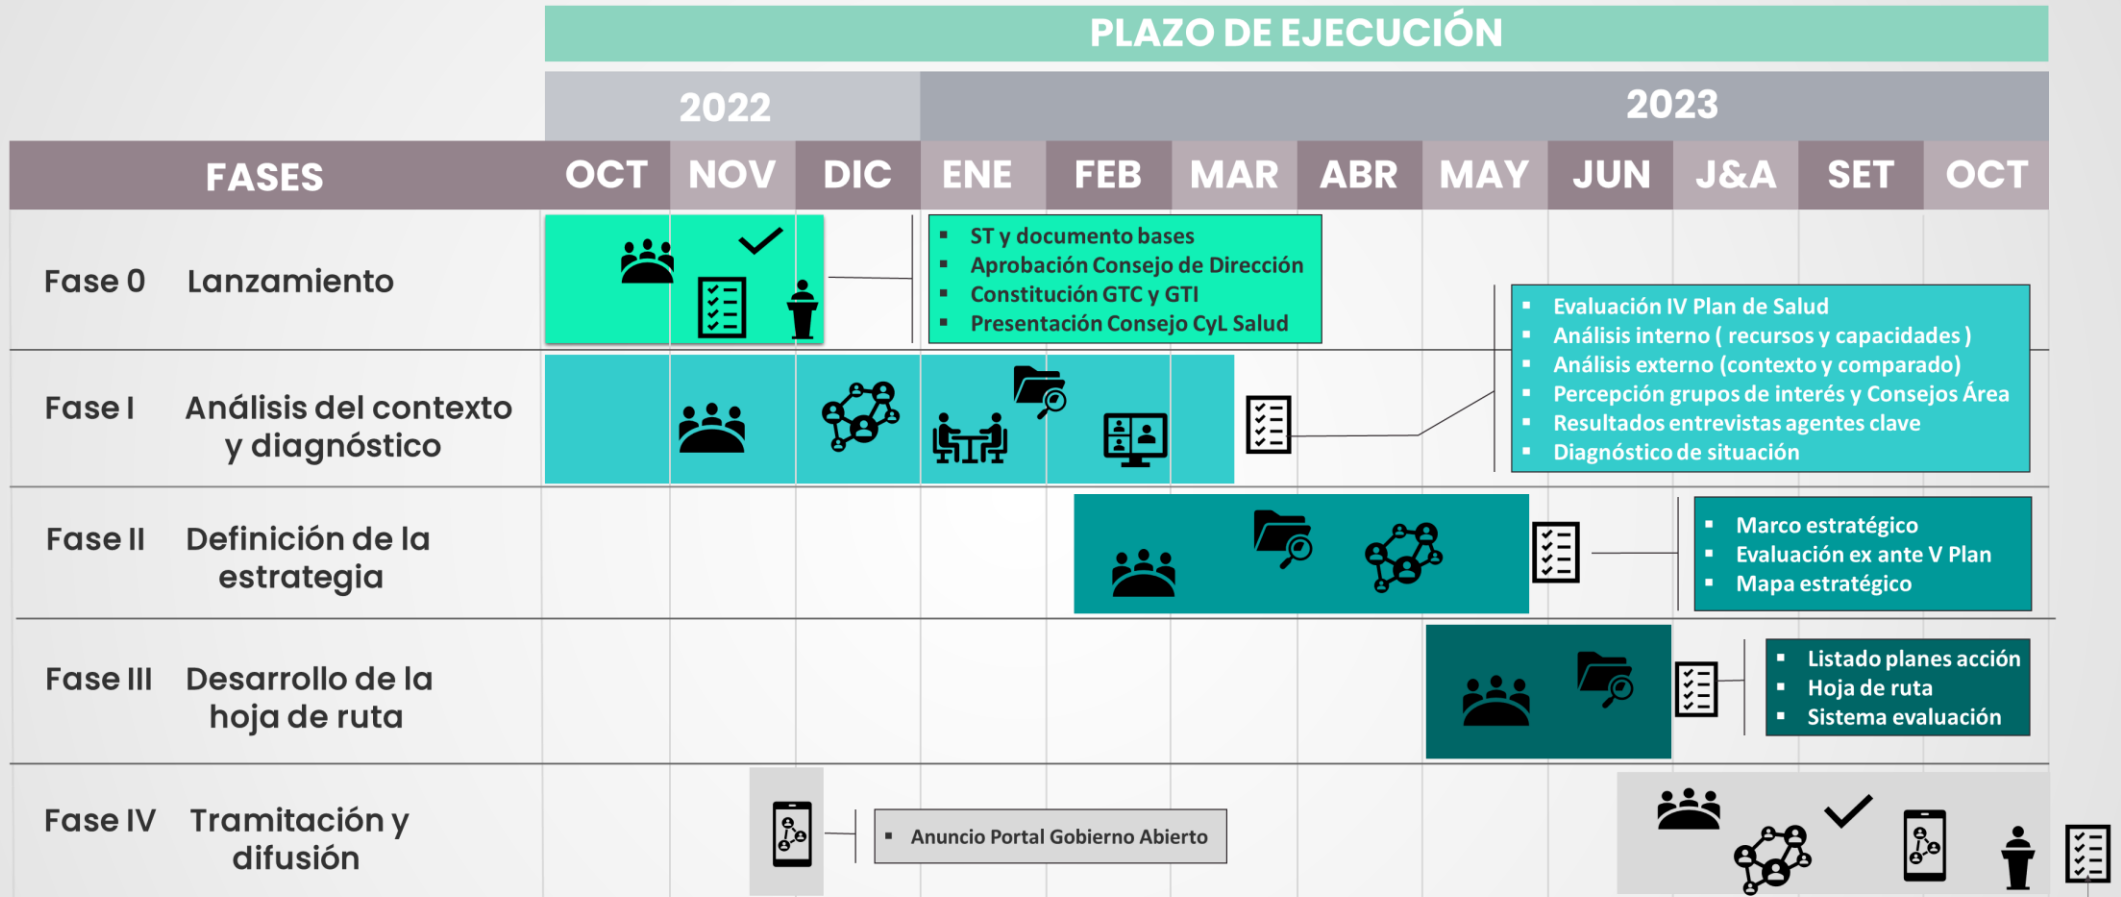 PLAZO DE EJECUCIÓN
2022
2023
FASES
OCT
NOV
DIC
ENE
FEB
MAR
ABR
MAY
JUN
J&A
SET
OCT
Fase 0 Lanzamiento
▪ ST y documento bases
▪ Aprobación Consejo de Dirección
▪ Constitución GTC y GTI
▪ Presentación Consejo CyL Salud
Fase I Análisis del contexto
y diagnóstico
▪ Evaluación IV Plan de Salud
▪ Análisis interno ( recursos y capacidades )
▪ Análisis externo (contexto y comparado)
▪ Percepción grupos de interés y Consejos Área
▪ Resultados entrevistas agentes clave
▪ Diagnóstico de situación
Fase II Definición de la
estrategia
▪ Marco estratégico
▪ Evaluación ex ante V Plan
▪ Mapa estratégico
Fase III Desarrollo de la
hoja de ruta
▪ Listado planes acción
▪ Hoja de ruta
▪ Sistema evaluación
Fase IV Tramitación y
difusión
▪ Anuncio Portal Gobierno Abierto